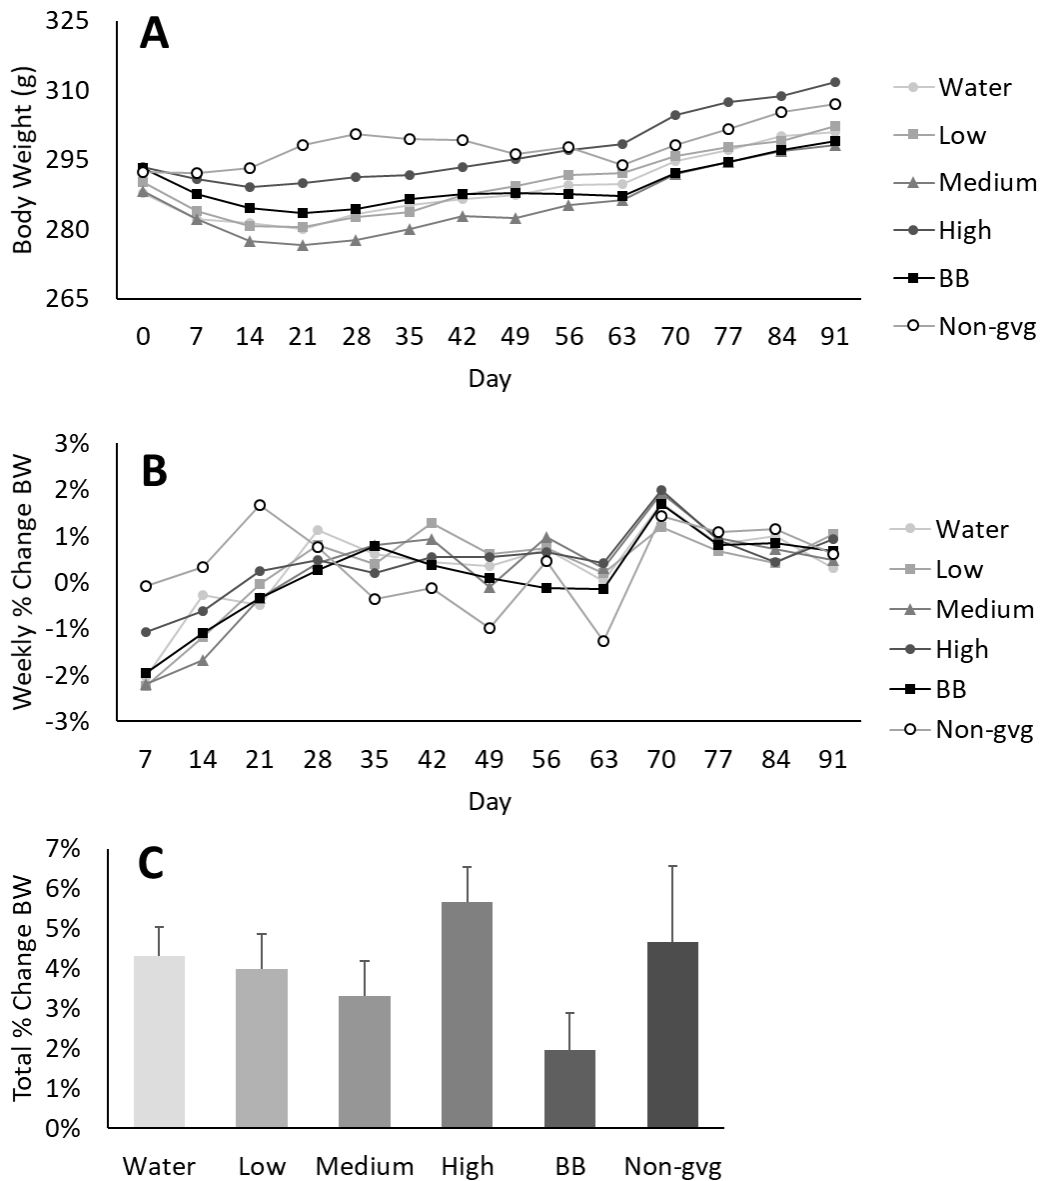 A
325
310
295
280
265
Body Weight (g)
0 7 14 21 28 35 42 49 56 63 70 77 84 91
Day
Water
Low
Medium
High
BB
Non-gvg
B
3%
2%
1%
0%
-1%
-2%
-3%
Weekly % Change BW
7 14 21 28 35 42 49 56 63 70 77 84 91
Day
Water
Low
Medium
High
BB
Non-gvg
C
7%
6%
5%
4%
3%
2%
1%
0%
Total % Change BW
Water Low Medium High BB Non-gvg